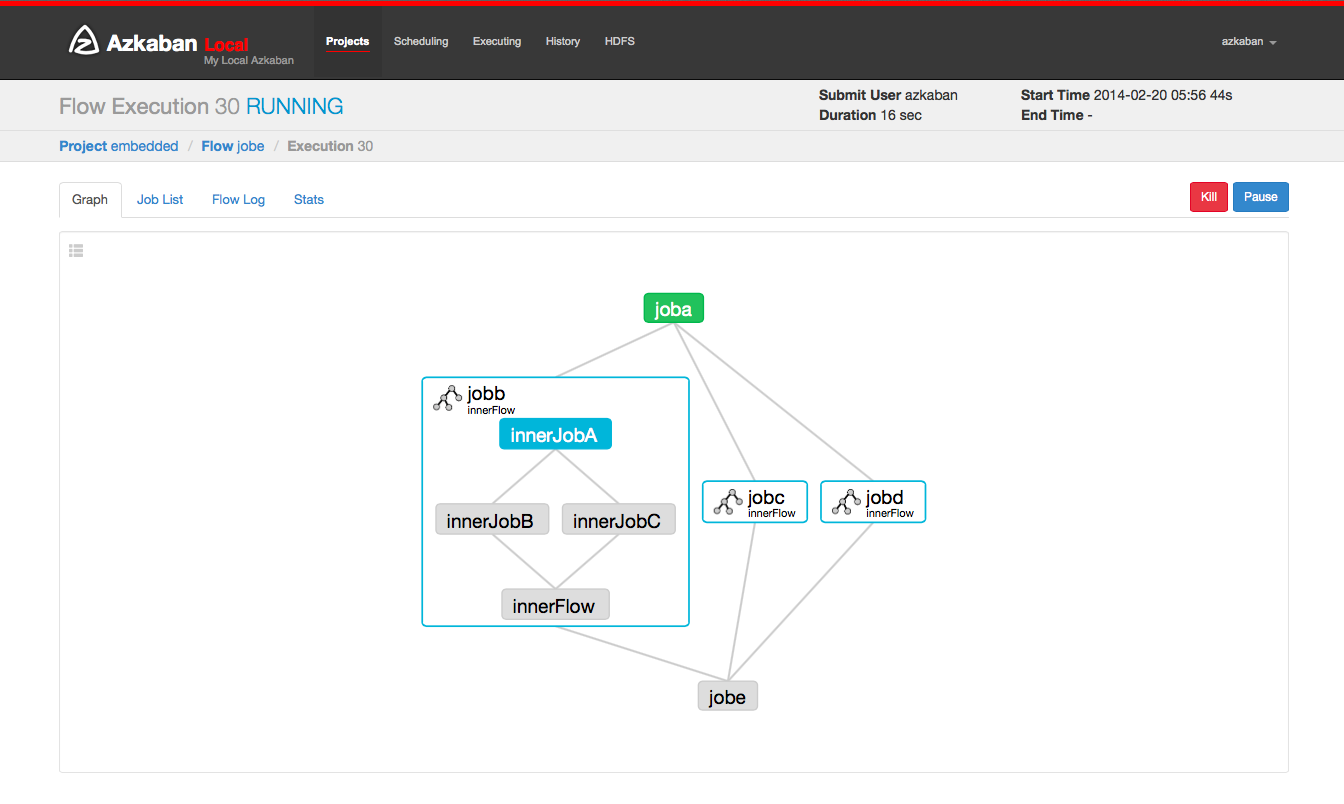 Azkaban Local
My Local Azkaban
Projects Scheduling Executing History HDFS
azkaban
Flow Execution 30 RUNNING
Submit User azkaban
Duration 16 sec
Start Time 2014-02-20 05:56 44s
End Time -
Project embedded / Flow jobe / Execution 30
Graph Job List Flow Log Stats
Kill Pause
joba
jobb
innerFlow
innerJobA
innerJobB innerJobC
innerFlow
jobc
innerFlow
jobd
innerFlow
jobe